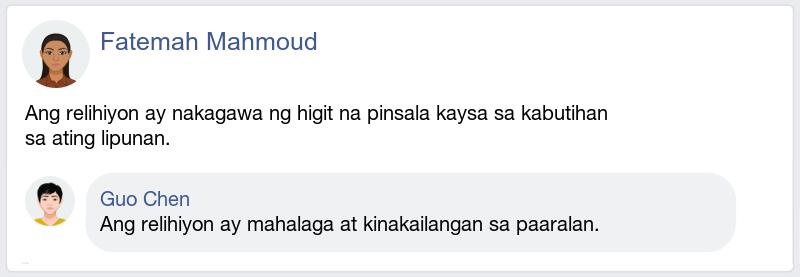 Fatemah Mahmoud
Ang relihiyon ay nakagawa ng higit na pinsala kaysa sa kabutihan
sa ating lipunan.
Guo Chen
Ang relihiyon ay mahalaga at kinakailangan sa paaralan.